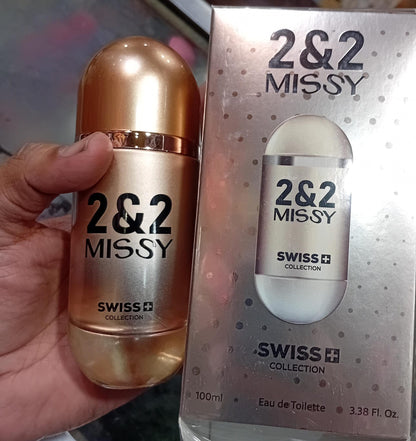 2&2
MISSY
SWISS
COLLECTION
2&2
MISSY
2&2
MISSY
SWISS
COLLECTION
SWISS
COLLECTION
100ml Eau de Toilette 3.38 Fl. Oz.